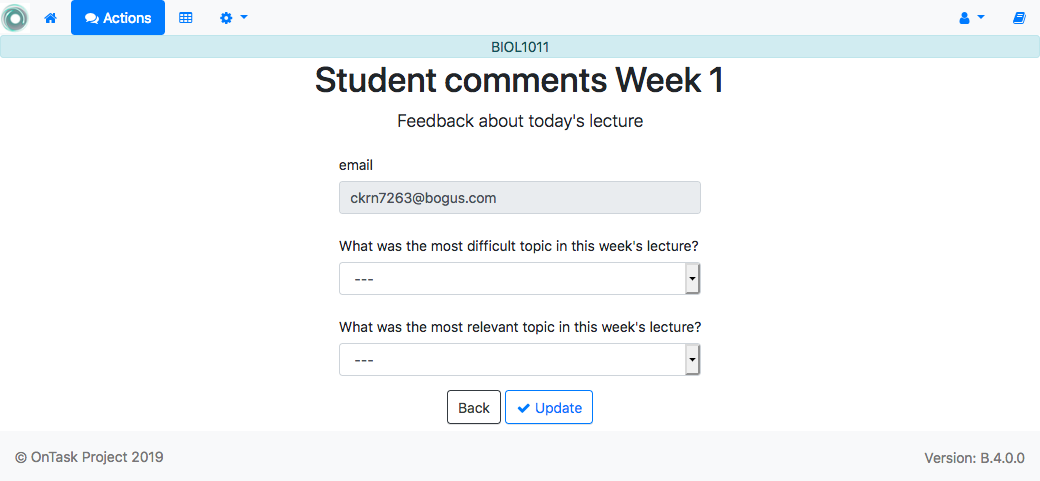 Actions
BIOL1011
Student comments Week 1
Feedback about today's lecture
email
ckrn7263@bogus.com
What was the most difficult topic in this week's lecture?
---
What was the most relevant topic in this week's lecture?
---
Back Update
© OnTask Project 2019 Version: B.4.0.0